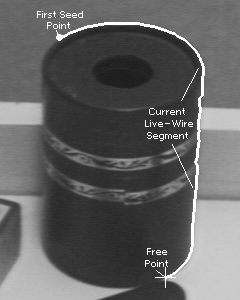 First Seed
Point
Current
Live-Wire
Segment
Free
Point